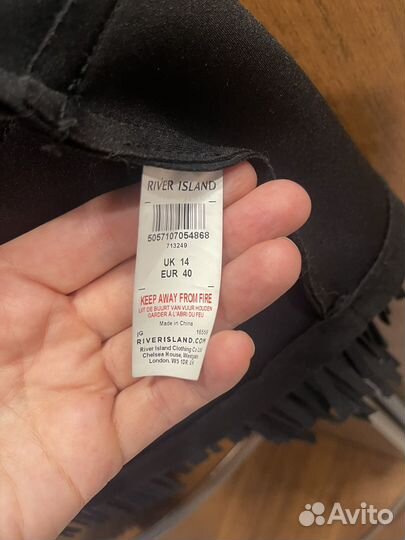 RIVER ISLAND
5057107054868
713249
UK 14
EUR 40
KEEP AWAY FROM FIRE
UIT DE BUURT VAN VUUR HOUDEN
GARDER À L'ABRI DU FEU
Made in China
IG
RIVERISLAND.COM
River Island Clothing Co Ltd
Chelsea House, Westgate
London, W5 1DR
Avito